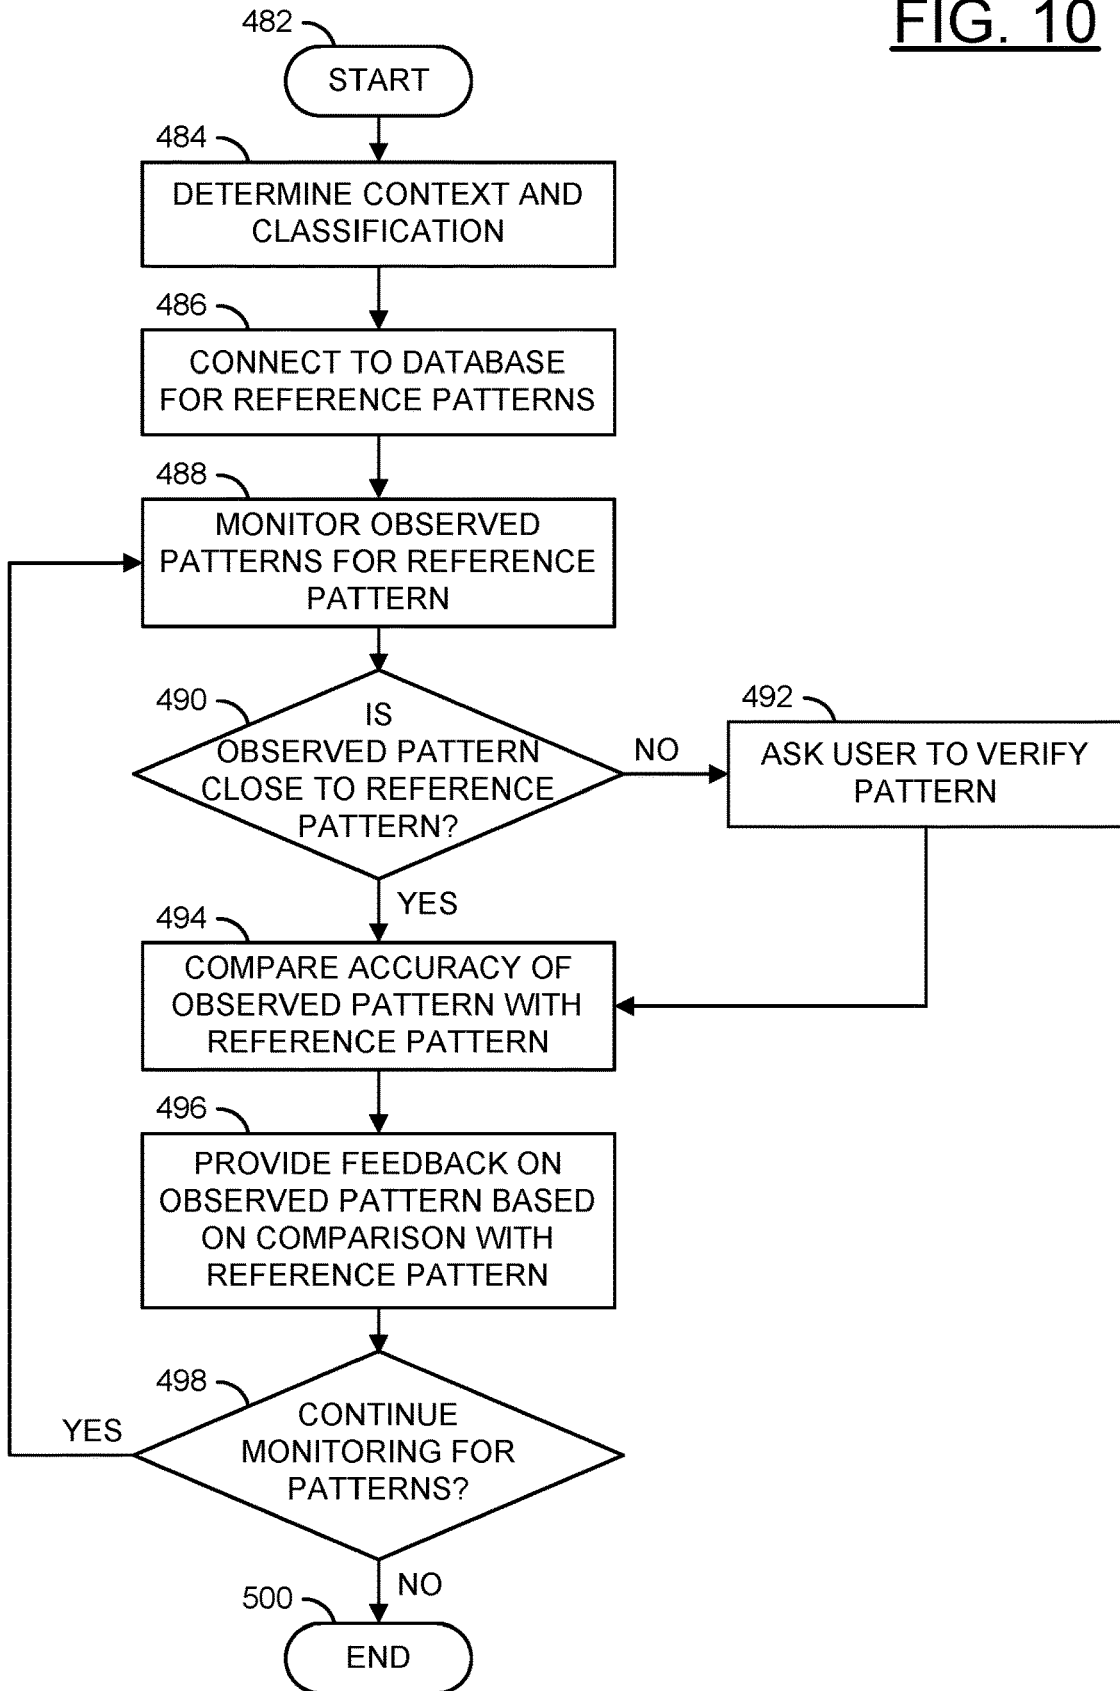 FIG. 10
482
START
484
DETERMINE CONTEXT AND
CLASSIFICATION
486
CONNECT TO DATABASE
FOR REFERENCE PATTERNS
488
MONITOR OBSERVED
PATTERNS FOR REFERENCE
PATTERN
490
IS
OBSERVED PATTERN
CLOSE TO REFERENCE
PATTERN?
NO
492
ASK USER TO VERIFY
PATTERN
YES
494
COMPARE ACCURACY OF
OBSERVED PATTERN WITH
REFERENCE PATTERN
496
PROVIDE FEEDBACK ON
OBSERVED PATTERN BASED
ON COMPARISON WITH
REFERENCE PATTERN
498
CONTINUE
MONITORING FOR
PATTERNS?
YES
NO
500
END